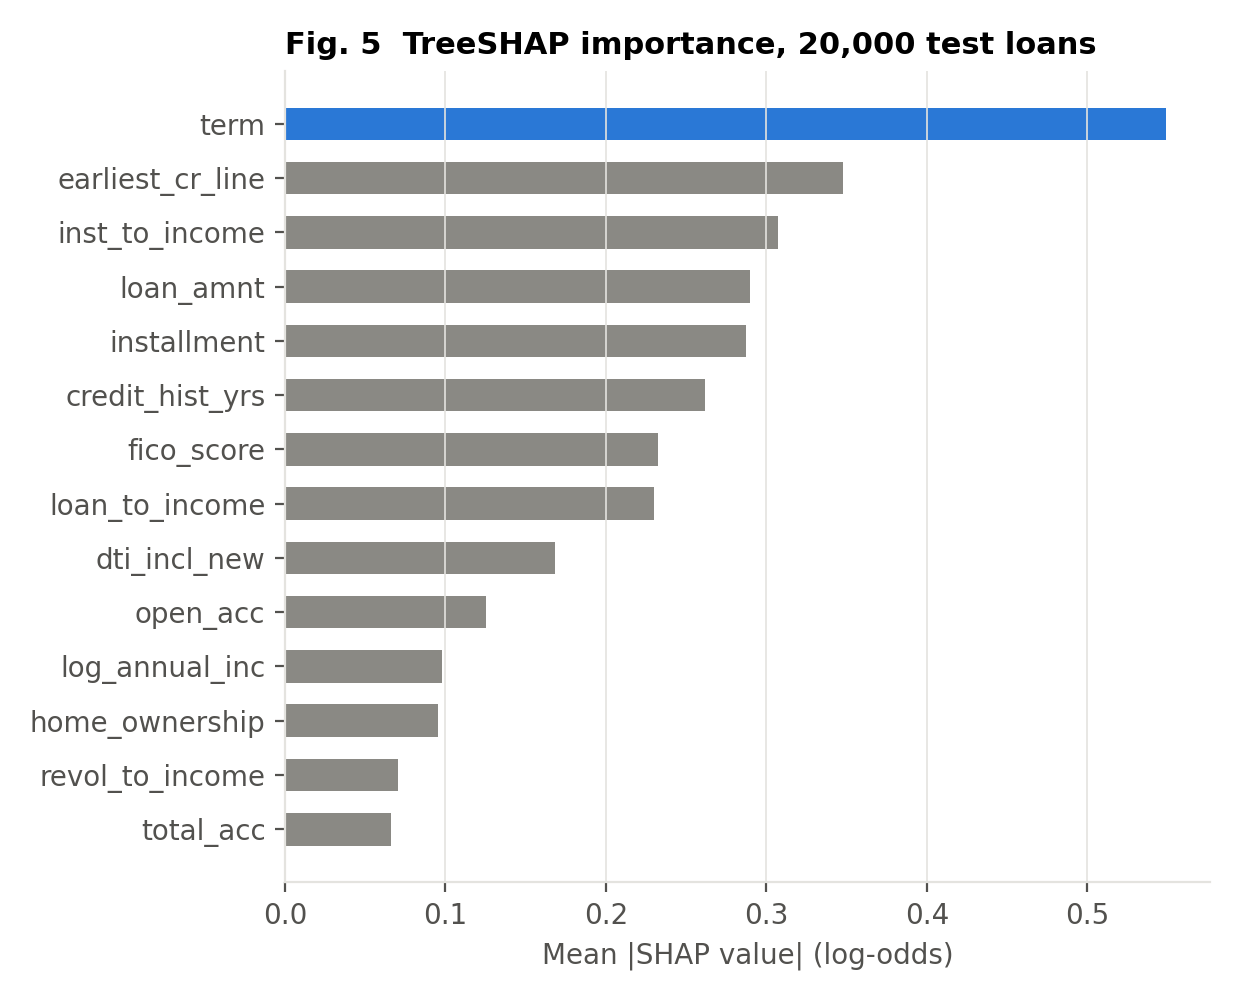 Fig. 5  TreeSHAP importance, 20,000 test loans
term
earliest_cr_line
inst_to_income
loan_amnt
installment
credit_hist_yrs
fico_score
loan_to_income
dti_incl_new
open_acc
log_annual_inc
home_ownership
revol_to_income
total_acc
0.0 0.1 0.2 0.3 0.4 0.5
Mean |SHAP value| (log-odds)